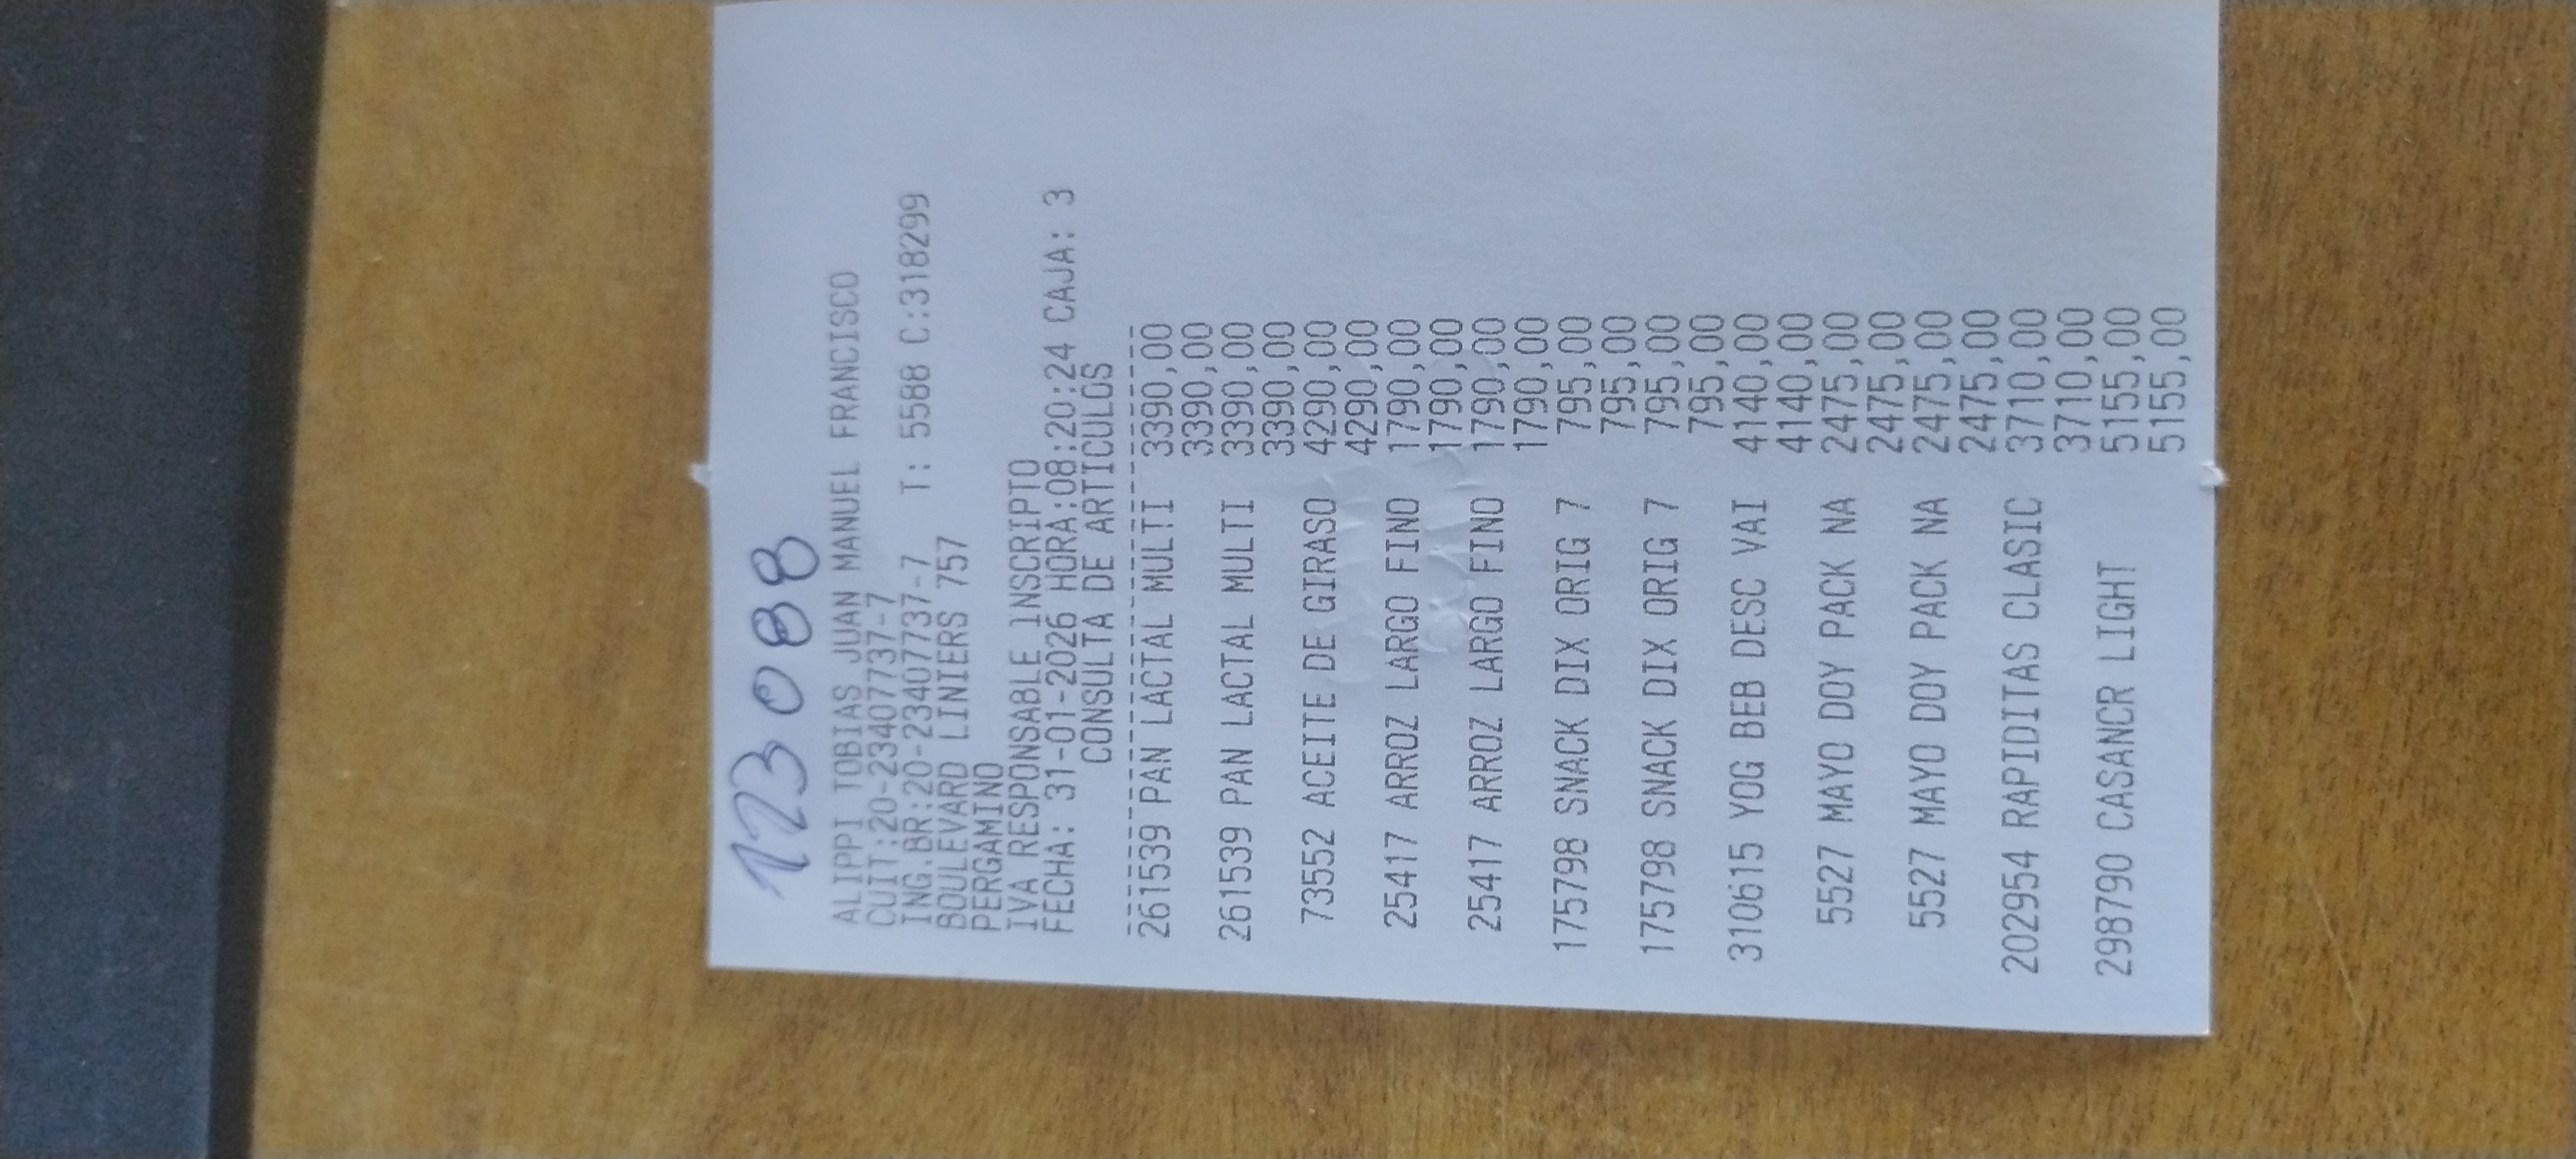 123088
ALIPPI TOBIAS JUAN MANUEL FRANCISCO
CUIT:20-23407737-7
ING.BR:20-23407737-7 T: 5588 C:318299
BOULEVARD LINIERS 757
PERGAMINO
IVA RESPONSABLE INSCRIPTO
FECHA: 31-01-2026 HORA:08:20:24 CAJA: 3
CONSULTA DE ARTICULOS
261539 PAN LACTAL MULTI 3390,00
3390,00
261539 PAN LACTAL MULTI 3390,00
3390,00
73552 ACEITE DE GIRASO 4290,00
4290,00
25417 ARROZ LARGO FINO 1790,00
1790,00
25417 ARROZ LARGO FINO 1790,00
1790,00
175798 SNACK DIX ORIG 7 795,00
795,00
175798 SNACK DIX ORIG 7 795,00
795,00
310615 YOG BEB DESC VAI 4140,00
4140,00
5527 MAYO DOY PACK NA 2475,00
2475,00
5527 MAYO DOY PACK NA 2475,00
2475,00
202954 RAPIDITAS CLASIC 3710,00
3710,00
298790 CASANCR LIGHT 5155,00
5155,00